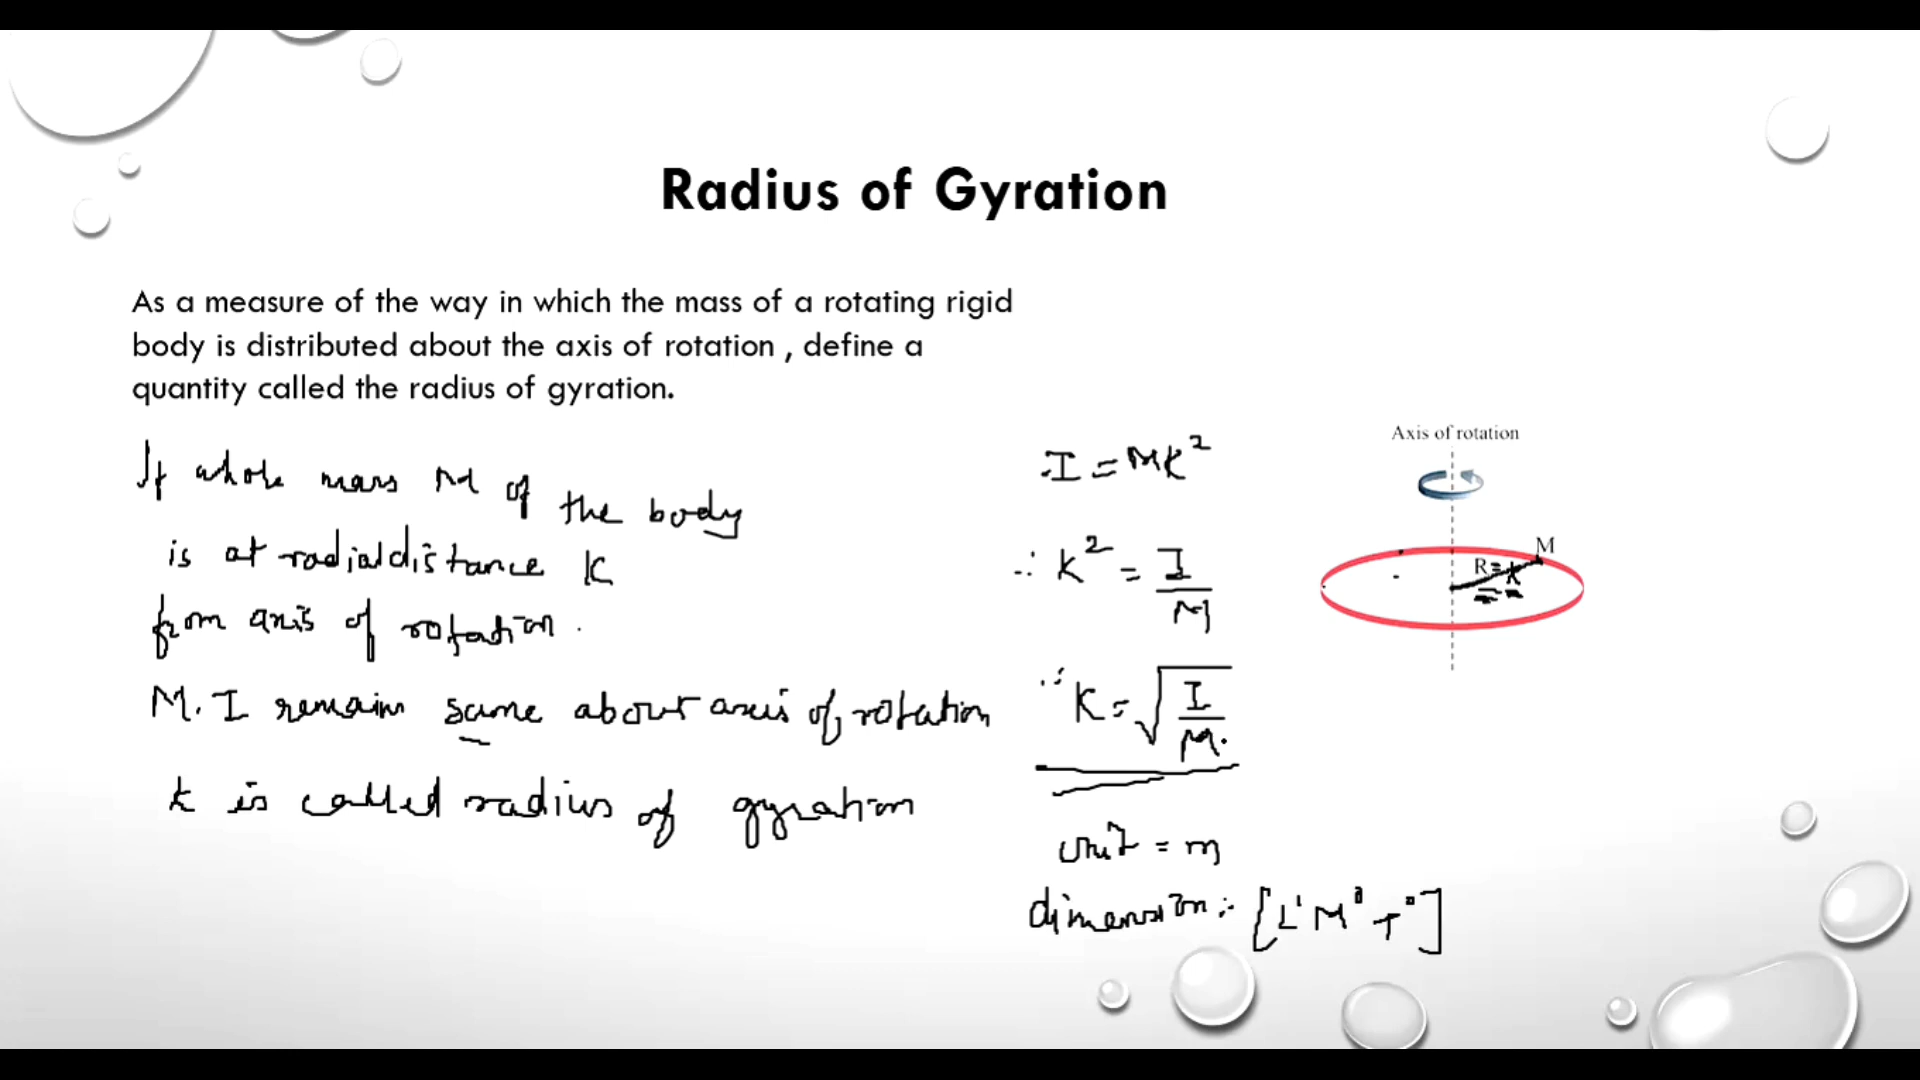 Radius of Gyration
As a measure of the way in which the mass of a rotating rigid
body is distributed about the axis of rotation , define a
quantity called the radius of gyration.
If whole mass M of the body
is at radial distance K
from axis of rotation .
M.I remain same about axis of rotation
k is called radius of gyration
I = MK²
∴ K² = I/M
∴ K = √(I/M)
unit = m
dimension :- [L¹ M⁰ T⁰]
Axis of rotation
M
R = k